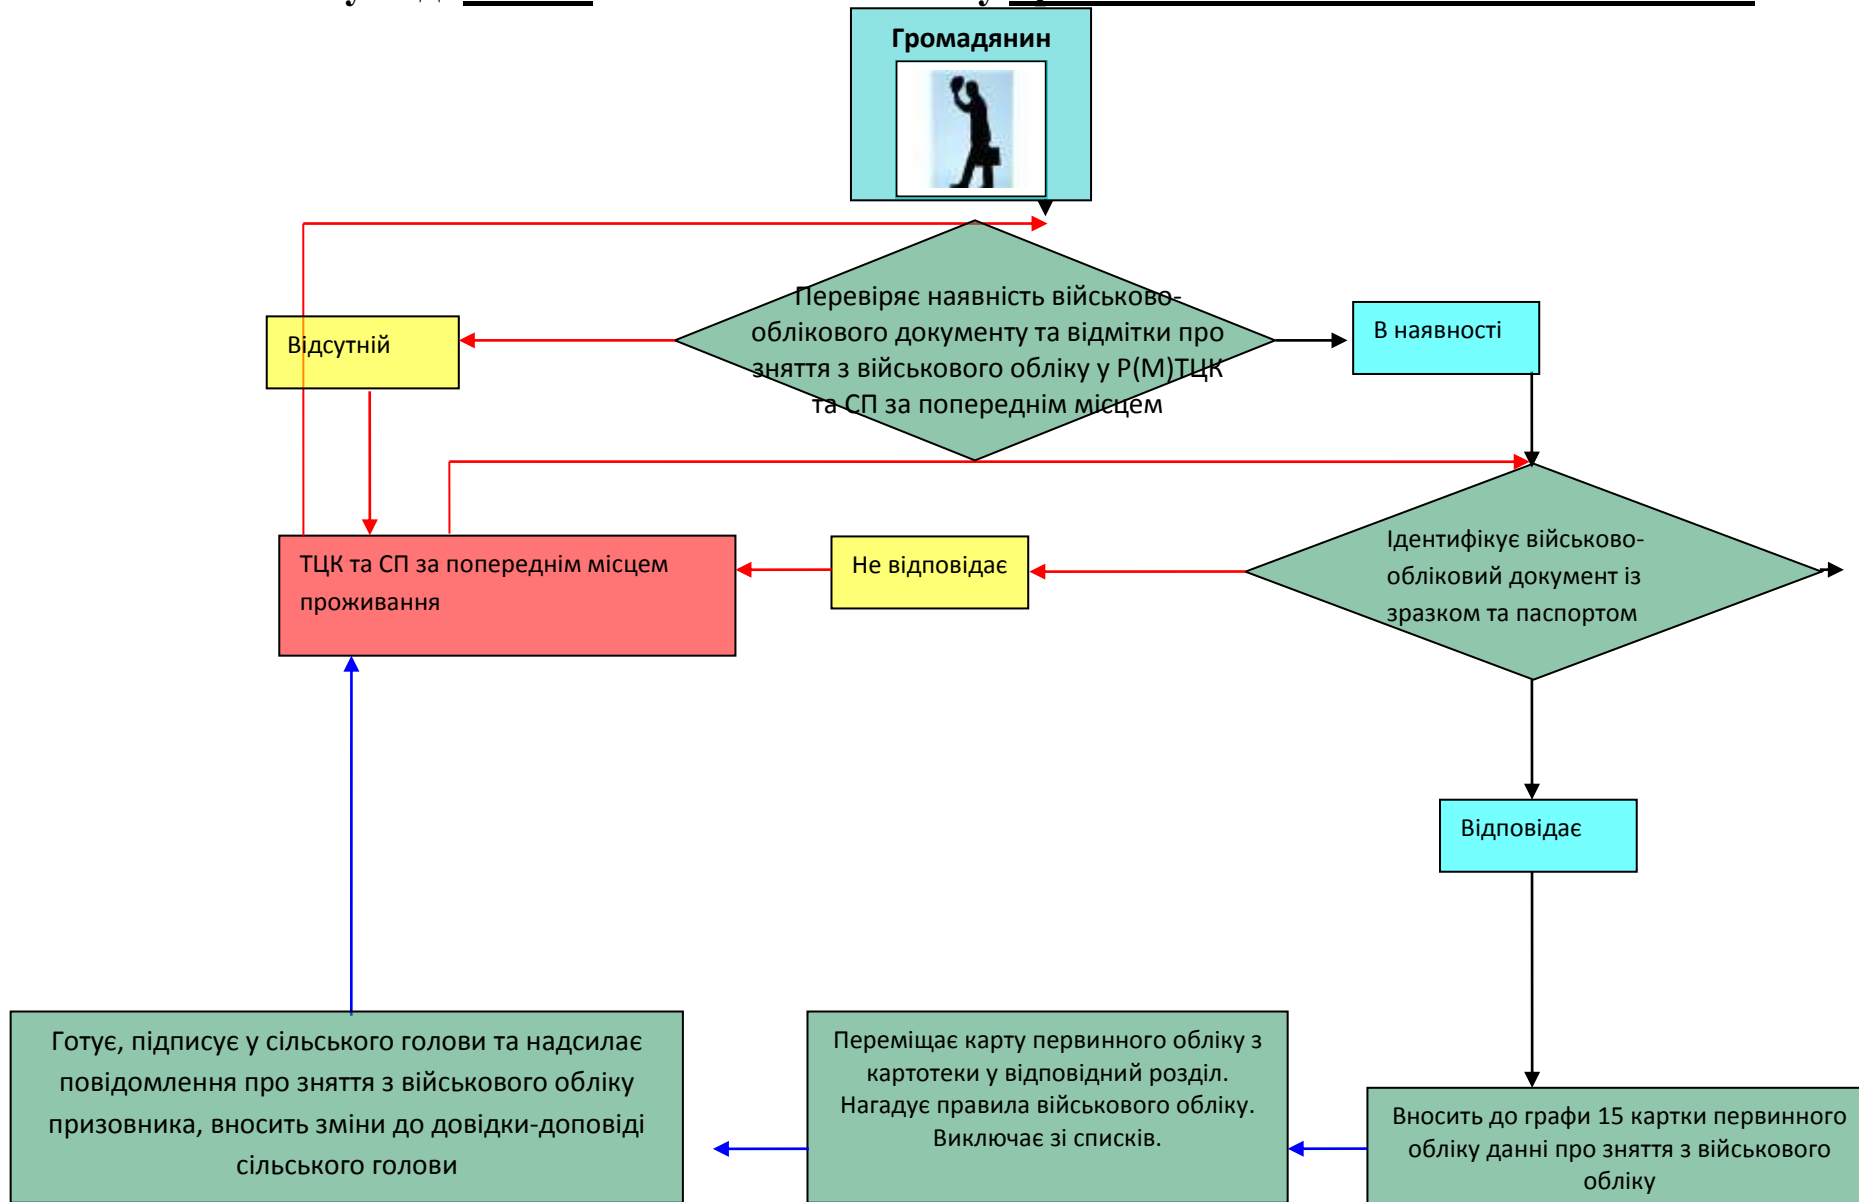 Громадянин
Перевіряє наявність військово-
облікового документу та відмітки про
зняття з військового обліку у Р(М)ТЦК
та СП за попереднім місцем
Відсутній
В наявності
ТЦК та СП за попереднім місцем
проживання
Не відповідає
Ідентифікує військово-
обліковий документ із
зразком та паспортом
Відповідає
Готує, підписує у сільського голови та надсилає
повідомлення про зняття з військового обліку
призовника, вносить зміни до довідки-доповіді
сільського голови
Переміщає карту первинного обліку з
картотеки у відповідний розділ.
Нагадує правила військового обліку.
Виключає зі списків.
Вносить до графи 15 картки первинного
обліку данні про зняття з військового
обліку